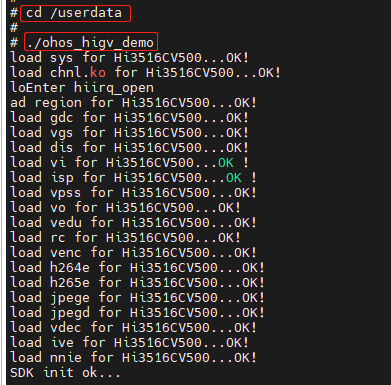 #
# cd /userdata
#
# ./ohos_higv_demo
load sys for Hi3516CV500...OK!
load chnl.ko for Hi3516CV500...OK!
loEnter hiirq_open
ad region for Hi3516CV500...OK!
load gdc for Hi3516CV500...OK!
load vgs for Hi3516CV500...OK!
load dis for Hi3516CV500...OK!
load vi for Hi3516CV500...OK !
load isp for Hi3516CV500...OK !
load vpss for Hi3516CV500...OK!
load vo for Hi3516CV500...OK!
load vedu for Hi3516CV500...OK!
load rc for Hi3516CV500...OK!
load venc for Hi3516CV500...OK!
load h264e for Hi3516CV500...OK!
load h265e for Hi3516CV500...OK!
load jpege for Hi3516CV500...OK!
load jpegd for Hi3516CV500...OK!
load vdec for Hi3516CV500...OK!
load ive for Hi3516CV500...OK!
load nnie for Hi3516CV500...OK!
SDK init ok...